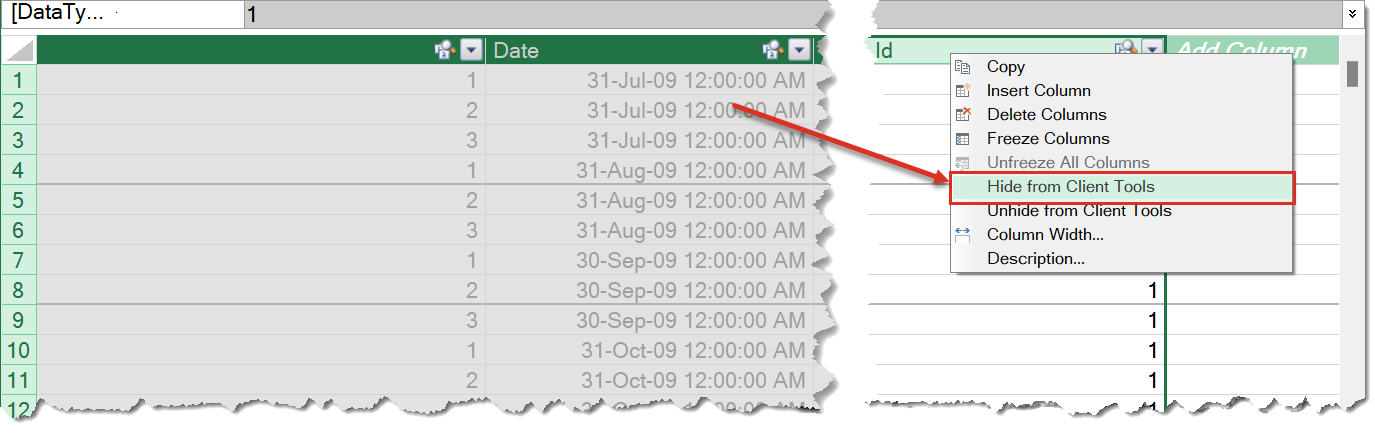 [DataTy... 1
Date Id Add Column
1 1 31-Jul-09 12:00:00 AM
2 2 31-Jul-09 12:00:00 AM
3 3 31-Jul-09 12:00:00 AM
4 1 31-Aug-09 12:00:00 AM
5 2 31-Aug-09 12:00:00 AM
6 3 31-Aug-09 12:00:00 AM
7 1 30-Sep-09 12:00:00 AM
8 2 30-Sep-09 12:00:00 AM 1
9 3 30-Sep-09 12:00:00 AM 1
10 1 31-Oct-09 12:00:00 AM 1
11 2 31-Oct-09 12:00:00 AM 1
12
Copy
Insert Column
Delete Columns
Freeze Columns
Unfreeze All Columns
Hide from Client Tools
Unhide from Client Tools
Column Width...
Description...